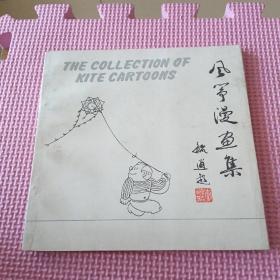 THE COLLECTION OF
KITE CARTOONS
风筝漫画集